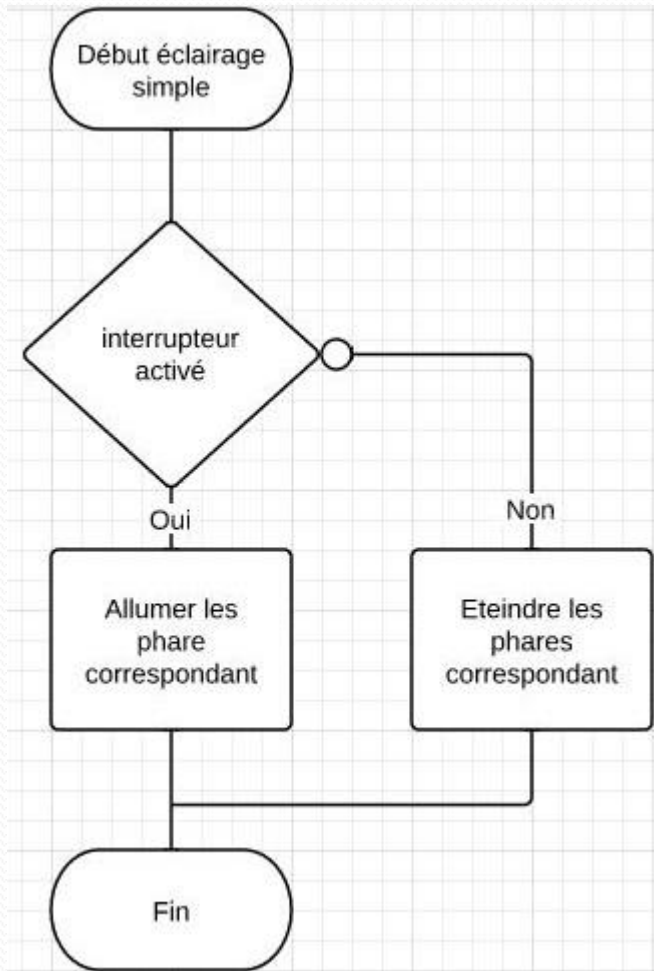 Début éclairage
simple
interrupteur
activé
Oui
Non
Allumer les
phare
correspondant
Eteindre les
phares
correspondant
Fin